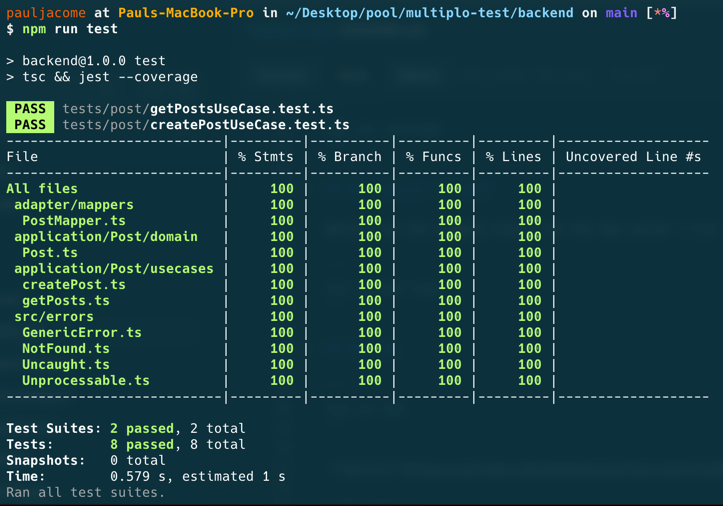 pauljacome at Pauls-MacBook-Pro in ~/Desktop/pool/multiplo-test/backend on main [*%]
$ npm run test
> backend@1.0.0 test
> tsc && jest --coverage
PASS tests/post/getPostsUseCase.test.ts
PASS tests/post/createPostUseCase.test.ts
----------------------------|---------|----------|---------|---------|-------------------
File                        | % Stmts | % Branch | % Funcs | % Lines | Uncovered Line #s
----------------------------|---------|----------|---------|---------|-------------------
All files                   |     100 |      100 |     100 |     100 |
 adapter/mappers            |     100 |      100 |     100 |     100 |
  PostMapper.ts             |     100 |      100 |     100 |     100 |
 application/Post/domain    |     100 |      100 |     100 |     100 |
  Post.ts                   |     100 |      100 |     100 |     100 |
 application/Post/usecases  |     100 |      100 |     100 |     100 |
  createPost.ts             |     100 |      100 |     100 |     100 |
  getPosts.ts               |     100 |      100 |     100 |     100 |
 src/errors                 |     100 |      100 |     100 |     100 |
  GenericError.ts           |     100 |      100 |     100 |     100 |
  NotFound.ts               |     100 |      100 |     100 |     100 |
  Uncaught.ts               |     100 |      100 |     100 |     100 |
  Unprocessable.ts          |     100 |      100 |     100 |     100 |
----------------------------|---------|----------|---------|---------|-------------------
Test Suites: 2 passed, 2 total
Tests:       8 passed, 8 total
Snapshots:   0 total
Time:        0.579 s, estimated 1 s
Ran all test suites.